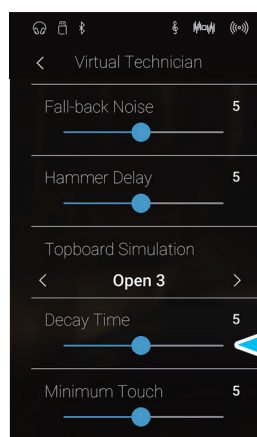 < Virtual Technician
Fall-back Noise 5
Hammer Delay 5
Topboard Simulation
< Open 3 >
Decay Time 5
Minimum Touch 5